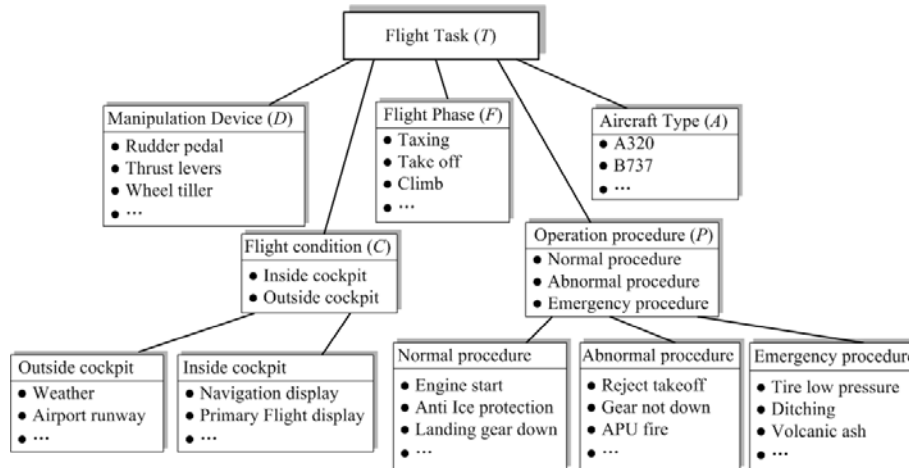 Flight Task (T)
Manipulation Device (D)
● Rudder pedal
● Thrust levers
● Wheel tiller
● ···
Flight Phase (F)
● Taxing
● Take off
● Climb
● ···
Aircraft Type (A)
● A320
● B737
● ···
Flight condition (C)
● Inside cockpit
● Outside cockpit
Operation procedure (P)
● Normal procedure
● Abnormal procedure
● Emergency procedure
Outside cockpit
● Weather
● Airport runway
● ···
Inside cockpit
● Navigation display
● Primary Flight display
● ···
Normal procedure
● Engine start
● Anti Ice protection
● Landing gear down
● ···
Abnormal procedure
● Reject takeoff
● Gear not down
● APU fire
● ···
Emergency procedure
● Tire low pressure
● Ditching
● Volcanic ash
● ···